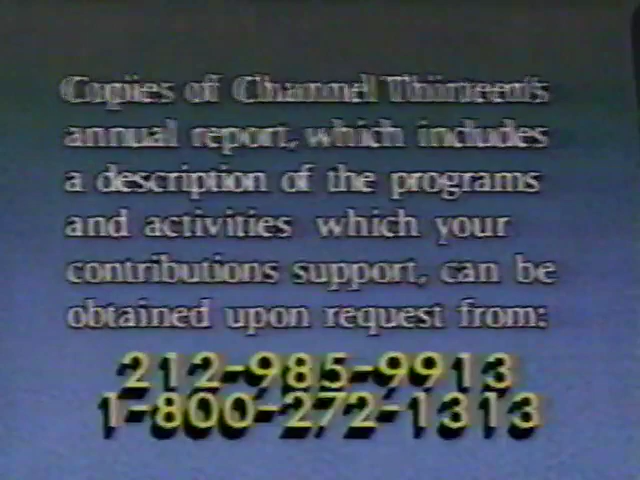 Copies of Channel Thirteen's
annual report, which includes
a description of the programs
and activities which your
contributions support, can be
obtained upon request from:
212-985-9913
1-800-272-1313